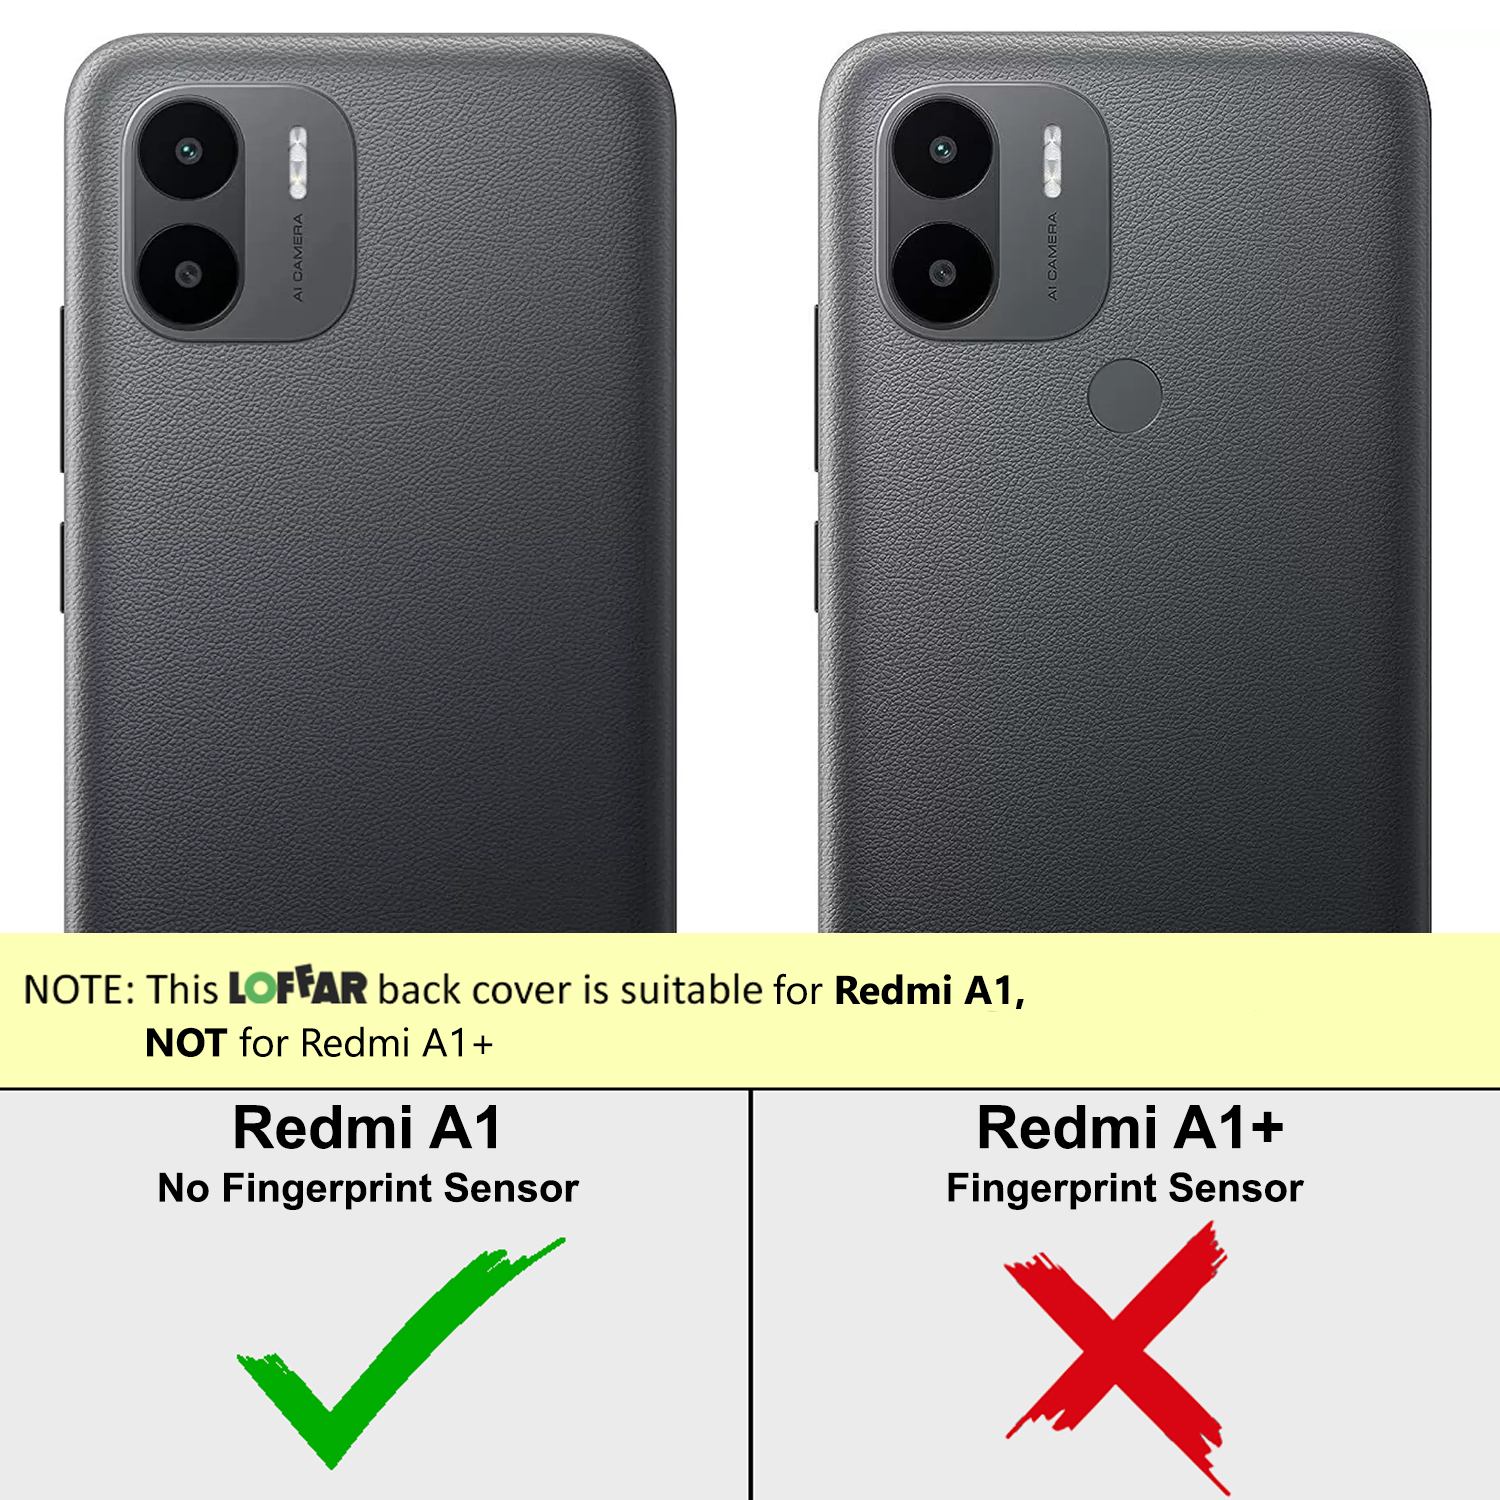 AI CAMERA
AI CAMERA
NOTE: This LOFFAR back cover is suitable for Redmi A1,
NOT for Redmi A1+
Redmi A1
No Fingerprint Sensor
Redmi A1+
Fingerprint Sensor